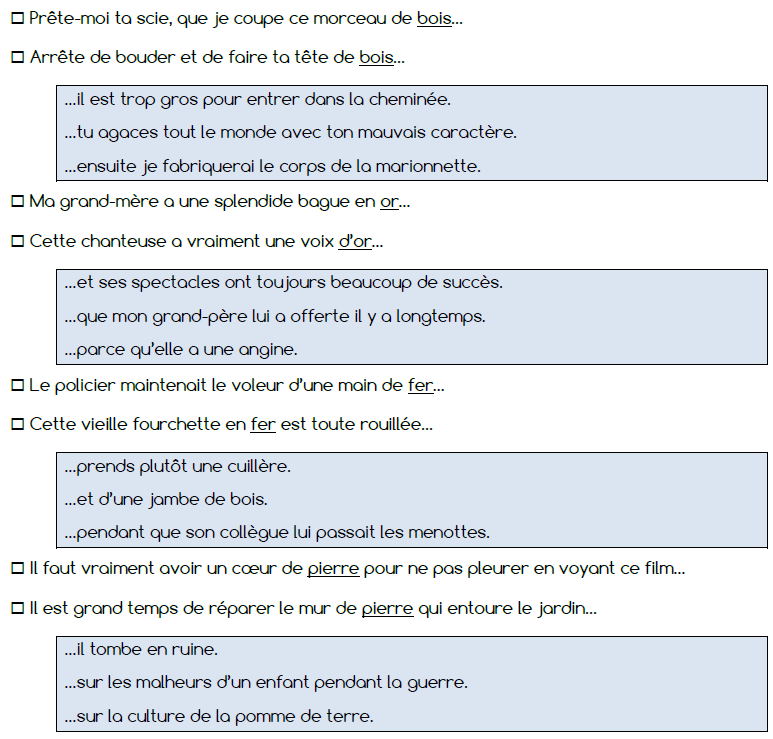 □ Prête-moi ta scie, que je coupe ce morceau de bois...
□ Arrête de bouder et de faire ta tête de bois...
...il est trop gros pour entrer dans la cheminée.
...tu agaces tout le monde avec ton mauvais caractère.
...ensuite je fabriquerai le corps de la marionnette.
□ Ma grand-mère a une splendide bague en or...
□ Cette chanteuse a vraiment une voix d'or...
...et ses spectacles ont toujours beaucoup de succès.
...que mon grand-père lui a offerte il y a longtemps.
...parce qu'elle a une angine.
□ Le policier maintenait le voleur d'une main de fer...
□ Cette vieille fourchette en fer est toute rouillée...
...prends plutôt une cuillère.
...et d'une jambe de bois.
...pendant que son collègue lui passait les menottes.
□ Il faut vraiment avoir un cœur de pierre pour ne pas pleurer en voyant ce film...
□ Il est grand temps de réparer le mur de pierre qui entoure le jardin...
...il tombe en ruine.
...sur les malheurs d'un enfant pendant la guerre.
...sur la culture de la pomme de terre.